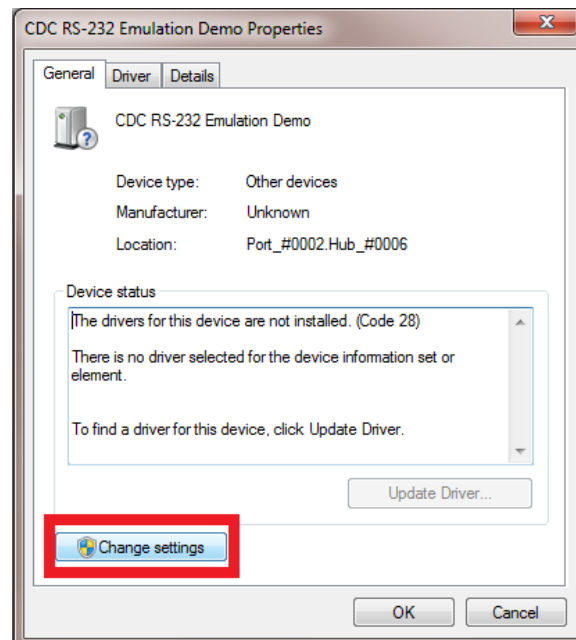 CDC RS-232 Emulation Demo Properties
General Driver Details
CDC RS-232 Emulation Demo
Device type: Other devices
Manufacturer: Unknown
Location: Port_#0002.Hub_#0006
Device status
The drivers for this device are not installed. (Code 28)
There is no driver selected for the device information set or
element.
To find a driver for this device, click Update Driver.
Update Driver...
Change settings
OK Cancel